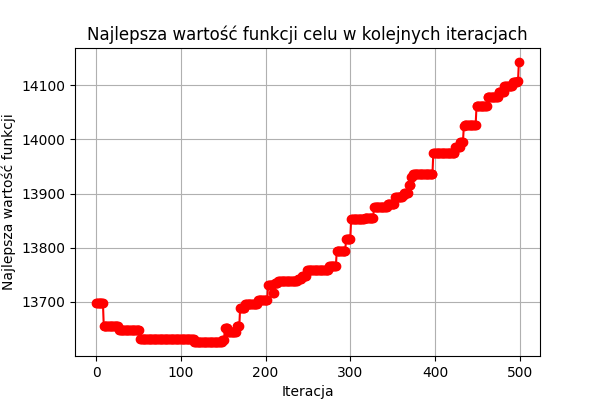 Najlepsza wartość funkcji celu w kolejnych iteracjach
Najlepsza wartość funkcji
14100
14000
13900
13800
13700
0 100 200 300 400 500
Iteracja